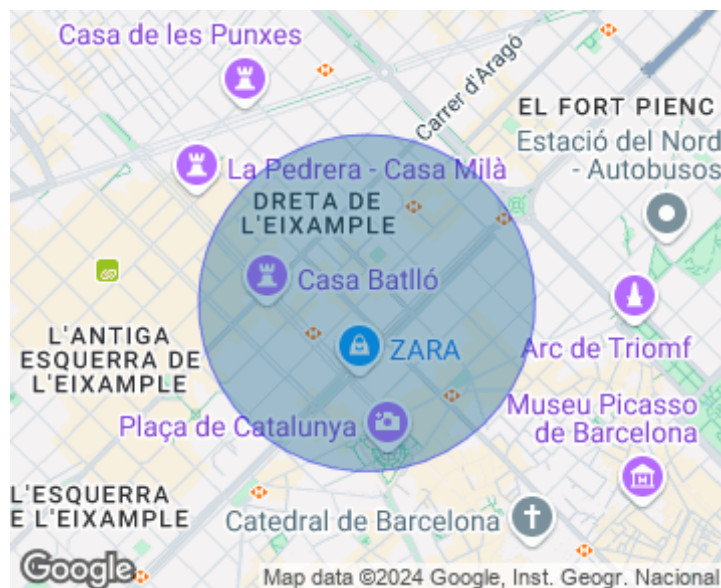 Casa de les Punxes
Carrer d'Aragó
EL FORT PIENC
Estació del Nord
- Autobusos
La Pedrera - Casa Milà
DRETA DE
L'EIXAMPLE
Casa Batlló
L'ANTIGA
ESQUERRA DE
L'EIXAMPLE
ZARA
Arc de Triomf
Plaça de Catalunya
Museu Picasso
de Barcelona
L'ESQUERRA
E L'EIXAMPLE
Catedral de Barcelona
Google
Map data ©2024 Google, Inst. Geogr. Nacional